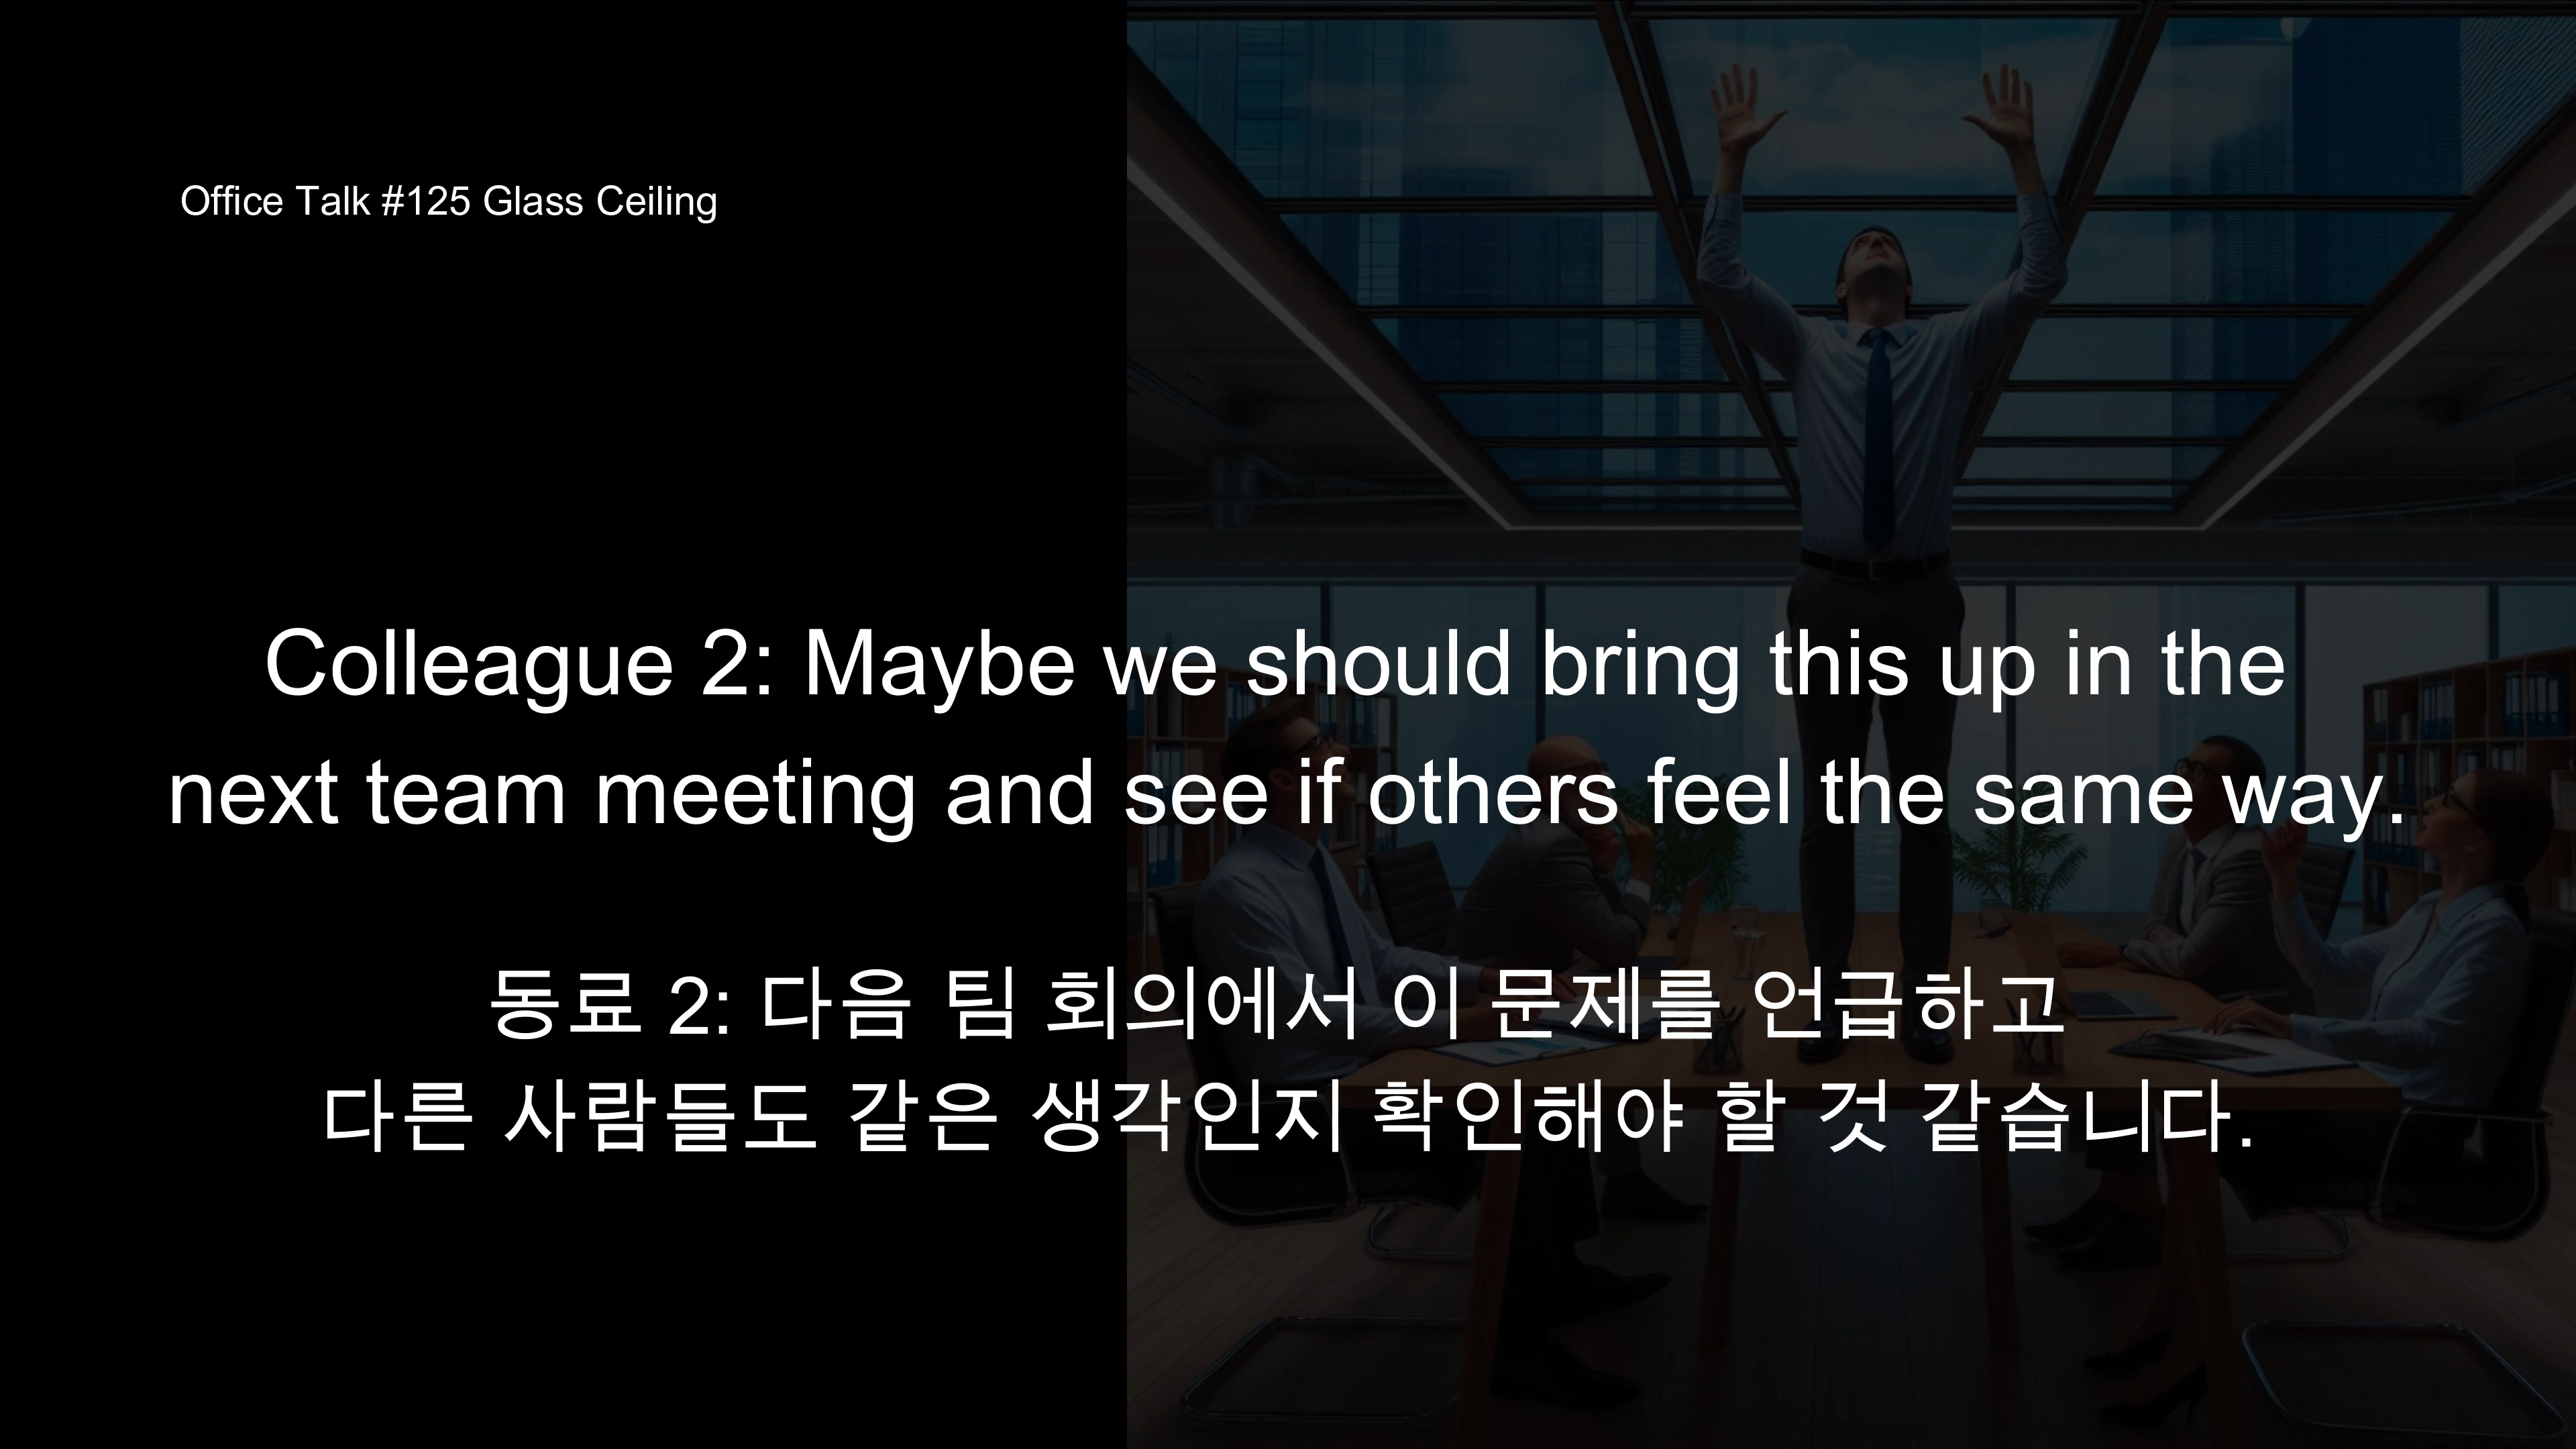 Office Talk #125 Glass Ceiling
Colleague 2: Maybe we should bring this up in the
next team meeting and see if others feel the same way.
동료 2: 다음 팀 회의에서 이 문제를 언급하고
다른 사람들도 같은 생각인지 확인해야 할 것 같습니다.